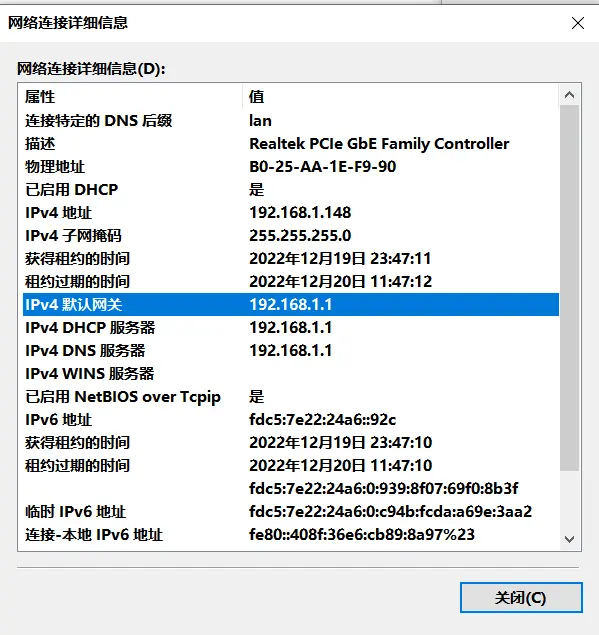 网络连接详细信息
网络连接详细信息(D):
属性 值
连接特定的 DNS 后缀 lan
描述 Realtek PCIe GbE Family Controller
物理地址 B0-25-AA-1E-F9-90
已启用 DHCP 是
IPv4 地址 192.168.1.148
IPv4 子网掩码 255.255.255.0
获得租约的时间 2022年12月19日 23:47:11
租约过期的时间 2022年12月20日 11:47:12
IPv4 默认网关 192.168.1.1
IPv4 DHCP 服务器 192.168.1.1
IPv4 DNS 服务器 192.168.1.1
IPv4 WINS 服务器
已启用 NetBIOS over Tcpip 是
IPv6 地址 fdc5:7e22:24a6::92c
获得租约的时间 2022年12月19日 23:47:10
租约过期的时间 2022年12月20日 11:47:10
fdc5:7e22:24a6:0:939:8f07:69f0:8b3f
临时 IPv6 地址 fdc5:7e22:24a6:0:c94b:fcda:a69e:3aa2
连接-本地 IPv6 地址 fe80::408f:36e6:cb89:8a97%23
关闭(C)